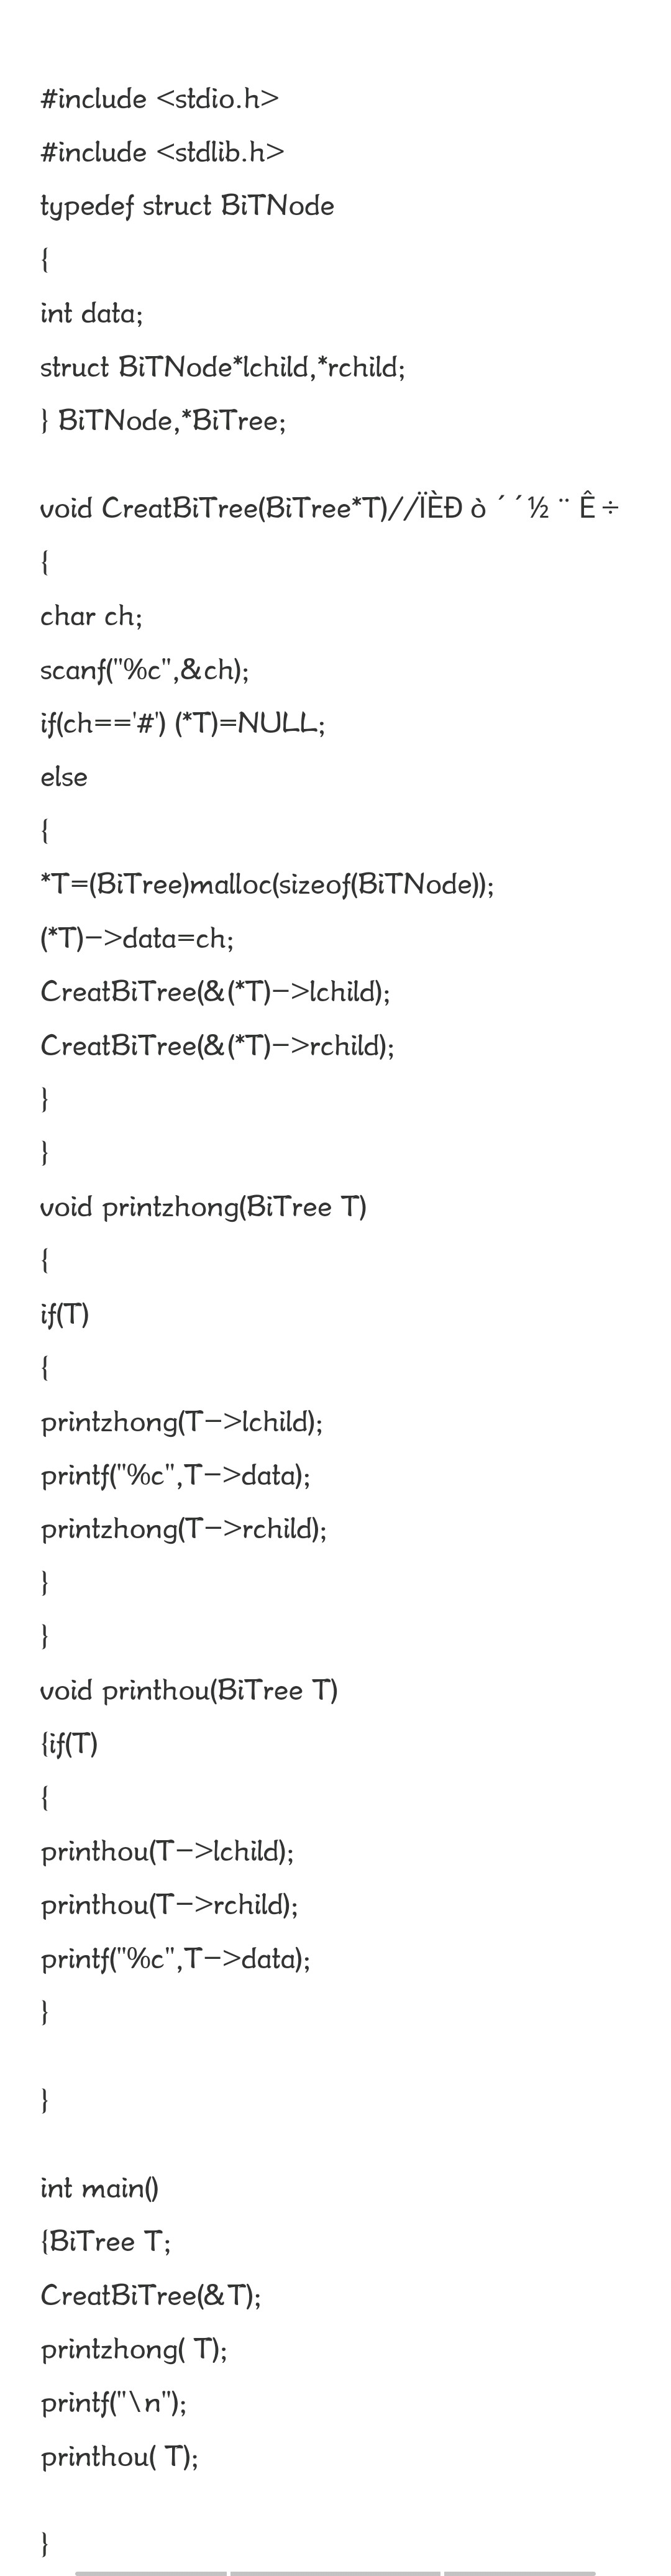 #include <stdio.h>
#include <stdlib.h>
typedef struct BiTNode
{
int data;
struct BiTNode*lchild,*rchild;
} BiTNode,*BiTree;
void CreatBiTree(BiTree*T)//ÏÈÐ ò ´ ´½ ¨ Ê ÷
{
char ch;
scanf("%c",&ch);
if(ch=='#') (*T)=NULL;
else
{
*T=(BiTree)malloc(sizeof(BiTNode));
(*T)->data=ch;
CreatBiTree(&(*T)->lchild);
CreatBiTree(&(*T)->rchild);
}
}
void printzhong(BiTree T)
{
if(T)
{
printzhong(T->lchild);
printf("%c",T->data);
printzhong(T->rchild);
}
}
void printhou(BiTree T)
{if(T)
{
printhou(T->lchild);
printhou(T->rchild);
printf("%c",T->data);
}
}
int main()
{BiTree T;
CreatBiTree(&T);
printzhong( T);
printf("\n");
printhou( T);
}